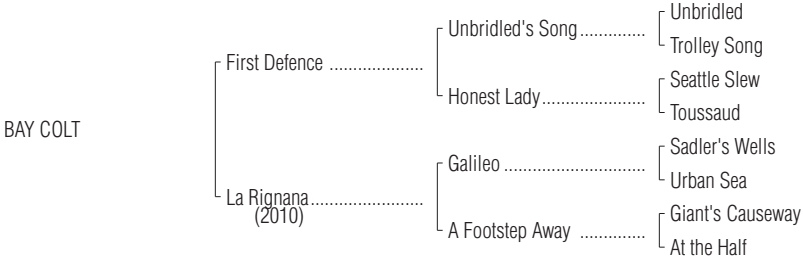 Unbridled
Unbridled's Song..............
Trolley Song
First Defence ....................
Seattle Slew
Honest Lady......................
Toussaud
BAY COLT
Sadler's Wells
Galileo ..............................
Urban Sea
La Rignana........................
(2010)
Giant's Causeway
A Footstep Away ..............
At the Half